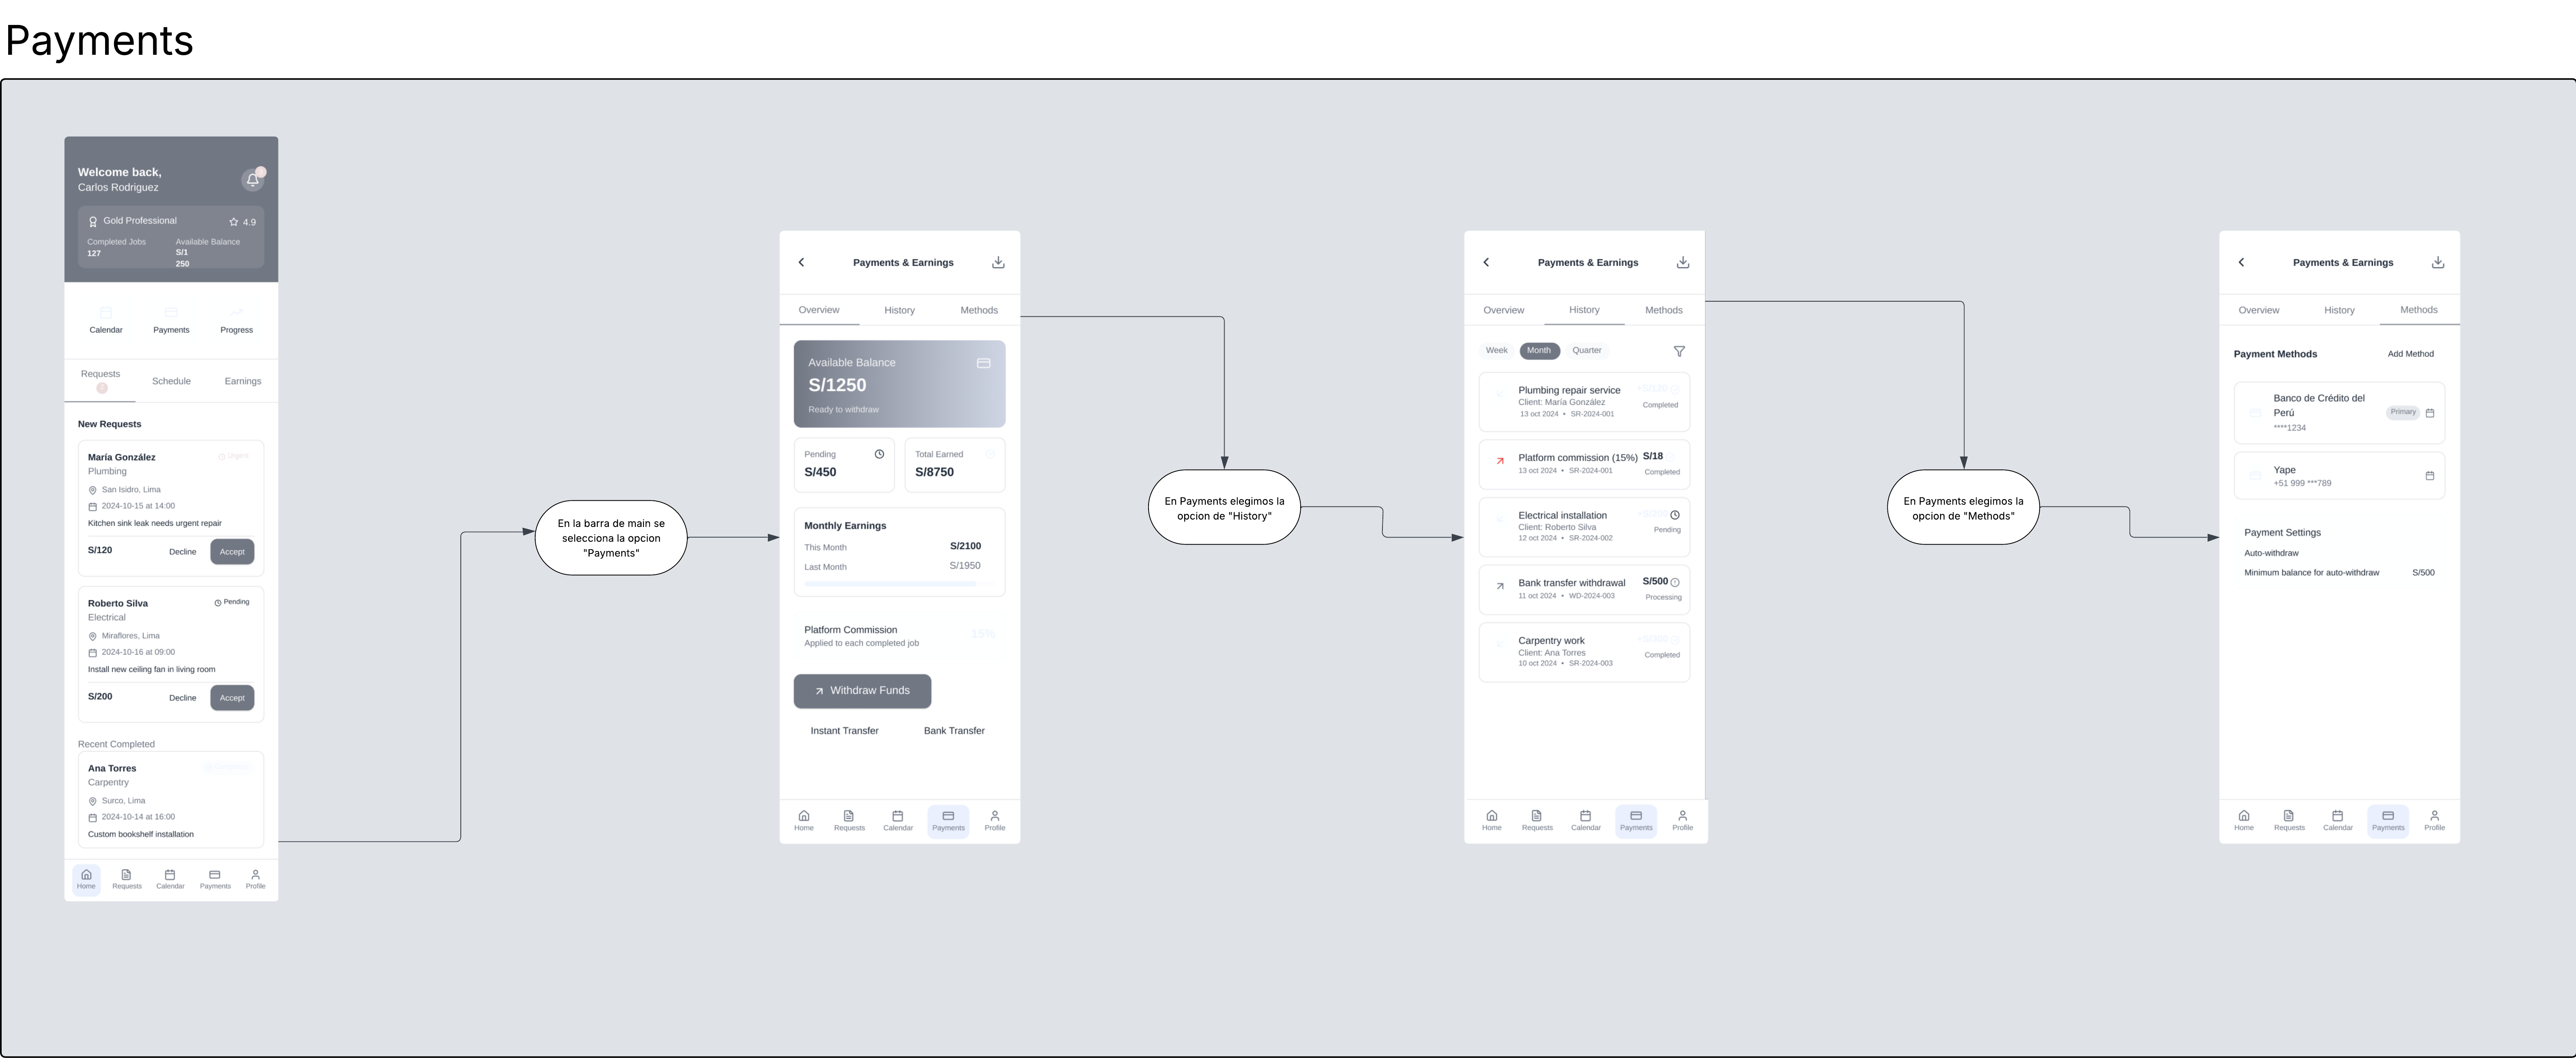 Payments
Welcome back,
Carlos Rodriguez
Gold Professional
4.9
Completed Jobs
127
Available Balance
S/1
250
Calendar
Payments
Progress
Requests
Schedule
Earnings
New Requests
María González
Urgent
Plumbing
San Isidro, Lima
2024-10-15 at 14:00
Kitchen sink leak needs urgent repair
S/120
Decline
Accept
Roberto Silva
Pending
Electrical
Miraflores, Lima
2024-10-16 at 09:00
Install new ceiling fan in living room
S/200
Decline
Accept
Recent Completed
Ana Torres
Carpentry
Surco, Lima
2024-10-14 at 16:00
Custom bookshelf installation
Home
Requests
Calendar
Payments
Profile
En la barra de main se
selecciona la opcion
"Payments"
Payments & Earnings
Overview
History
Methods
Available Balance
S/1250
Ready to withdraw
Pending
S/450
Total Earned
S/8750
Monthly Earnings
This Month
S/2100
Last Month
S/1950
Platform Commission
15%
Applied to each completed job
Withdraw Funds
Instant Transfer
Bank Transfer
Home
Requests
Calendar
Payments
Profile
En Payments elegimos la
opcion de "History"
Payments & Earnings
Overview
History
Methods
Week
Month
Quarter
Plumbing repair service
+S/120
Client: María González
Completed
13 oct 2024 • SR-2024-001
Platform commission (15%)
S/18
13 oct 2024 • SR-2024-001
Completed
Electrical installation
+S/200
Client: Roberto Silva
Pending
12 oct 2024 • SR-2024-002
Bank transfer withdrawal
S/500
11 oct 2024 • WD-2024-003
Processing
Carpentry work
Client: Ana Torres
Completed
10 oct 2024 • SR-2024-003
Home
Requests
Calendar
Payments
Profile
En Payments elegimos la
opcion de "Methods"
Payments & Earnings
Overview
History
Methods
Payment Methods
Add Method
Banco de Crédito del
Perú
Primary
****1234
Yape
+51 999 ***789
Payment Settings
Auto-withdraw
Minimum balance for auto-withdraw
S/500
Home
Requests
Calendar
Payments
Profile